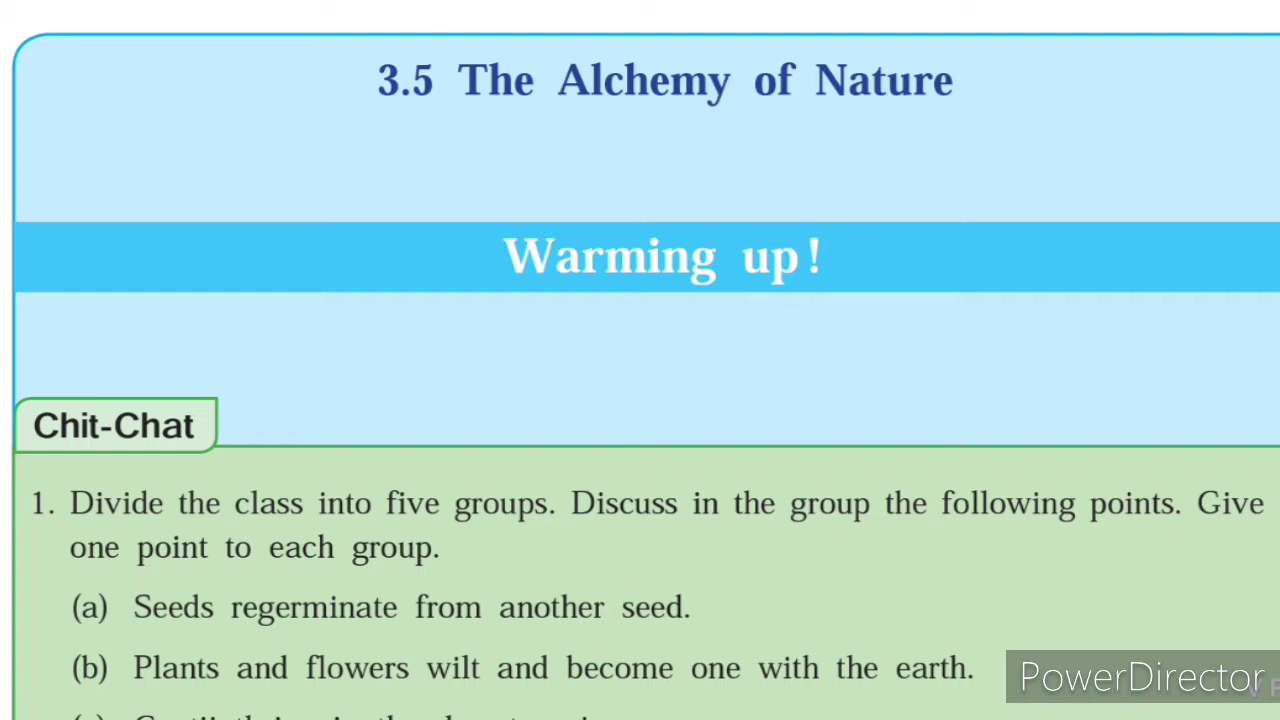 3.5 The Alchemy of Nature
Warming up!
Chit-Chat
1. Divide the class into five groups. Discuss in the group the following points. Give
one point to each group.
(a) Seeds regerminate from another seed.
(b) Plants and flowers wilt and become one with the earth.
PowerDirector